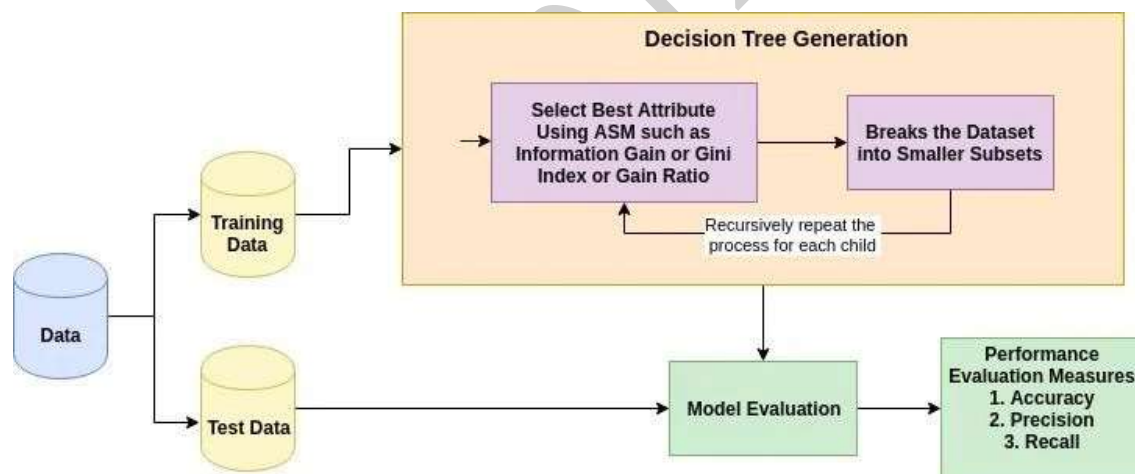 Decision Tree Generation
Select Best Attribute
Using ASM such as
Information Gain or Gini
Index or Gain Ratio
Breaks the Dataset
into Smaller Subsets
Recursively repeat the
process for each child
Training
Data
Data
Test Data
Model Evaluation
Performance
Evaluation Measures
1. Accuracy
2. Precision
3. Recall